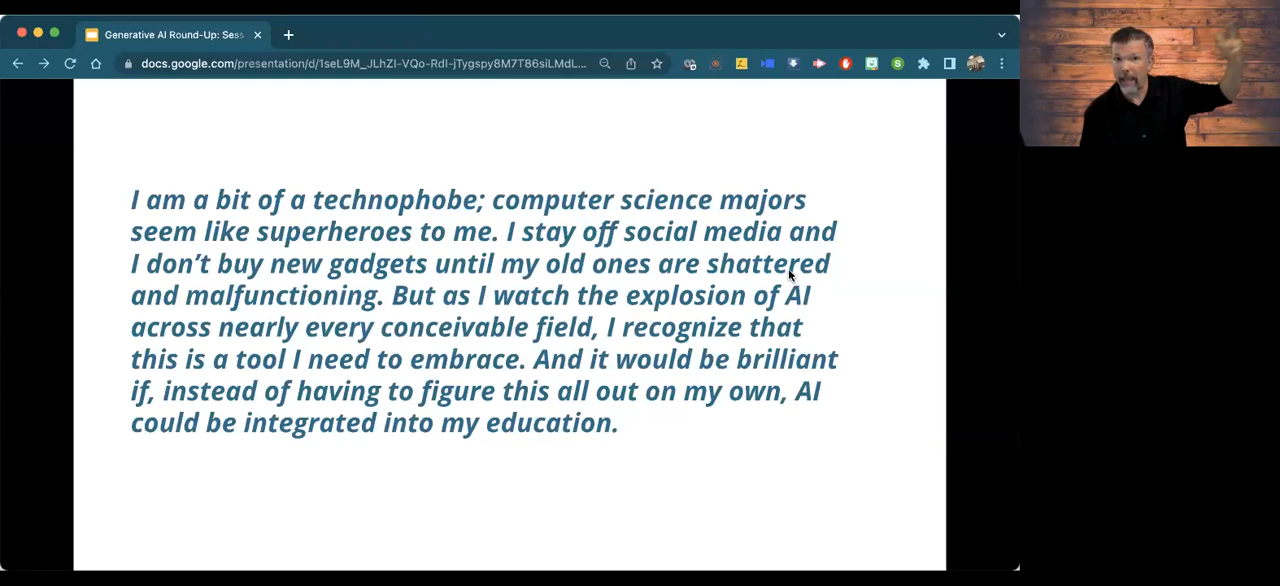 Generative AI Round-Up: Sess
docs.google.com/presentation/d/1seL9M_JLhZI-VQo-RdI-jTygspy8M7T86siLMdL...
I am a bit of a technophobe; computer science majors
seem like superheroes to me. I stay off social media and
I don’t buy new gadgets until my old ones are shattered
and malfunctioning. But as I watch the explosion of AI
across nearly every conceivable field, I recognize that
this is a tool I need to embrace. And it would be brilliant
if, instead of having to figure this all out on my own, AI
could be integrated into my education.